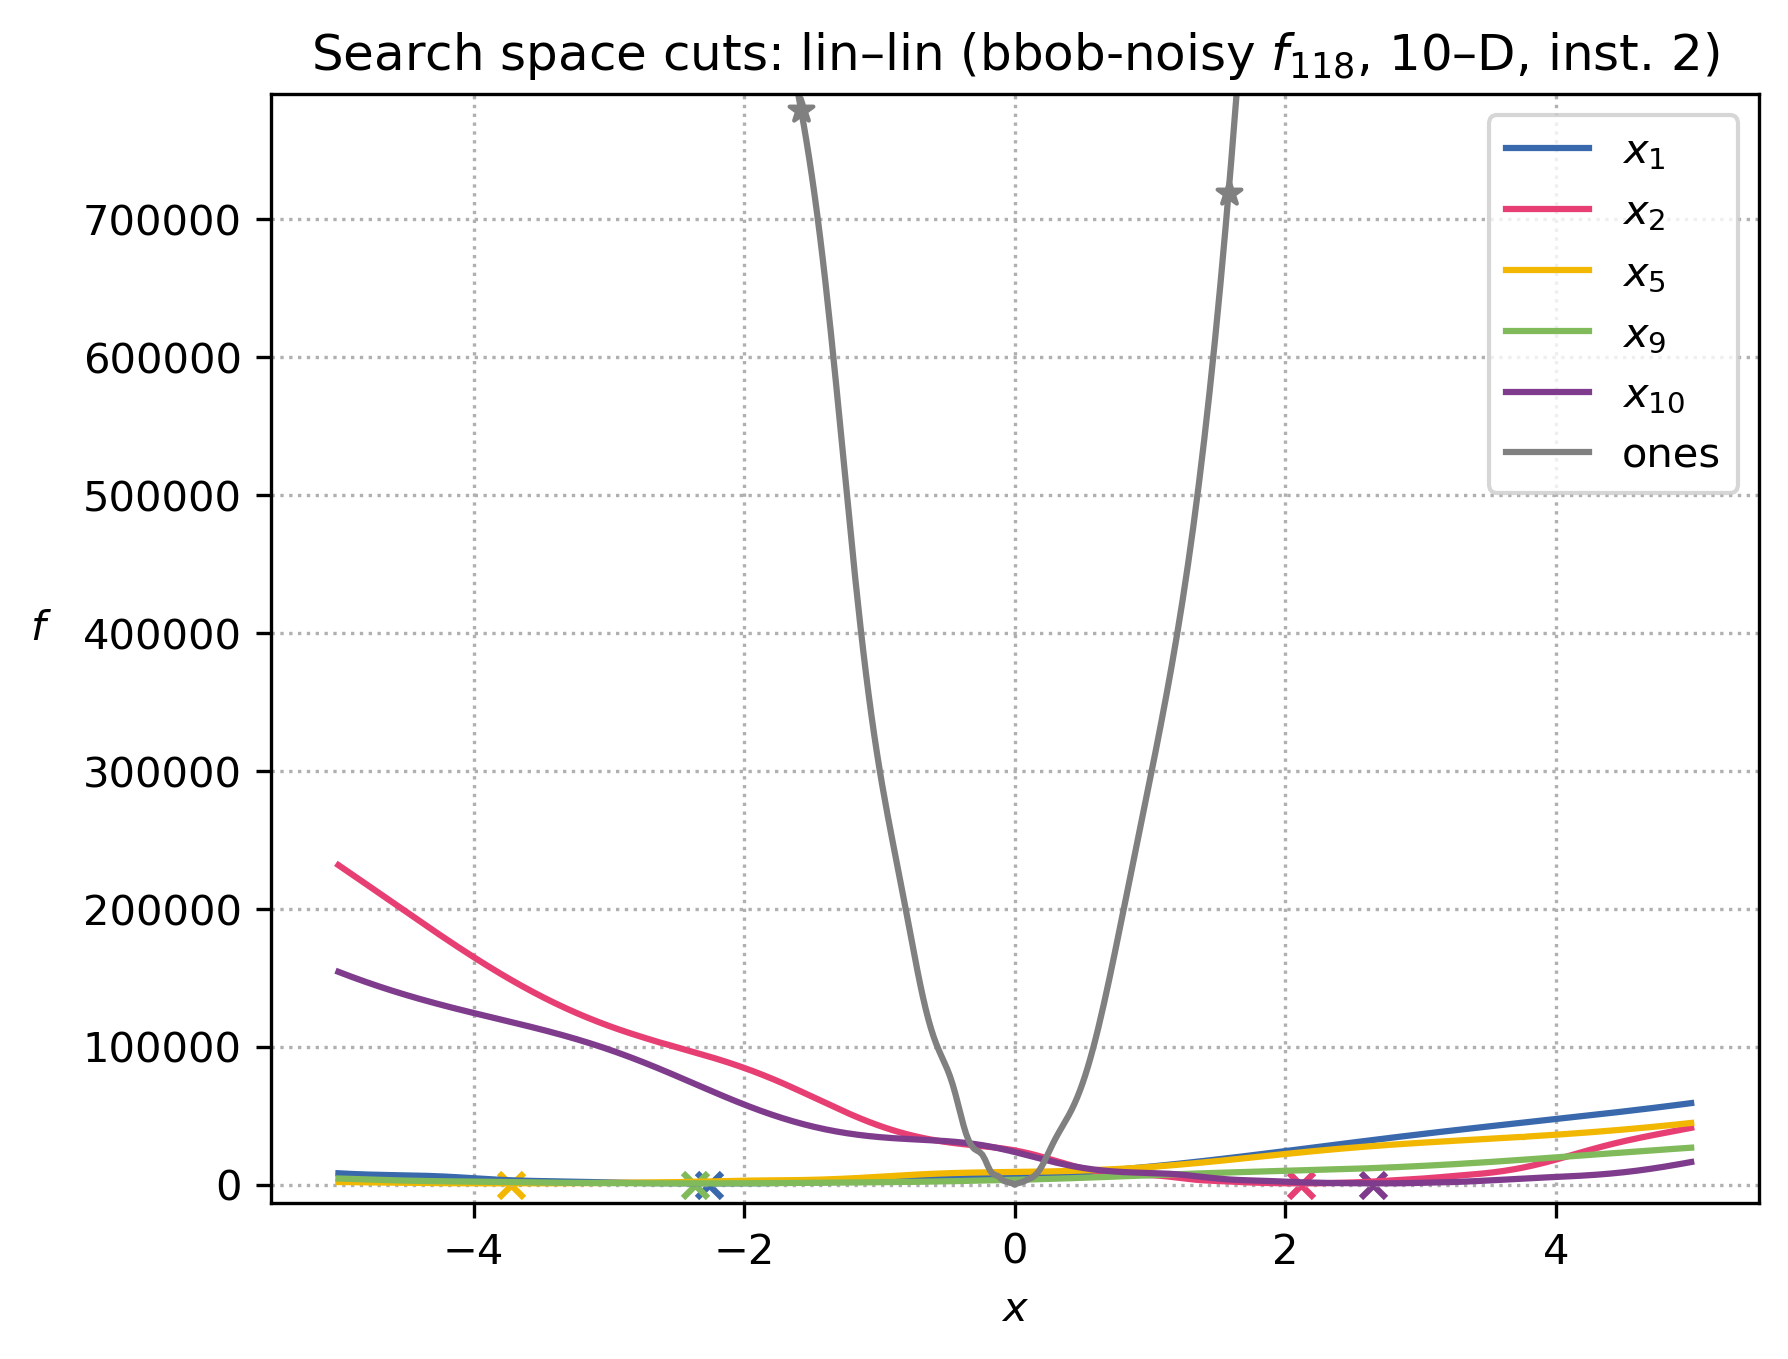 Search space cuts: lin–lin (bbob-noisy f118, 10–D, inst. 2)
x1
x2
x5
x9
x10
ones
700000
600000
500000
400000
300000
200000
100000
0
f
−4 −2 0 2 4
x